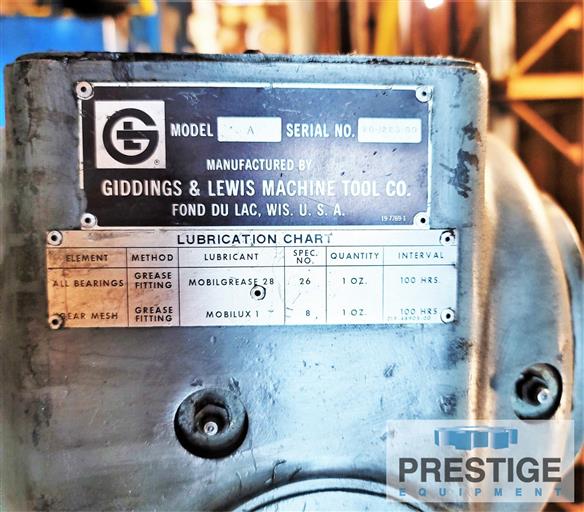 G
®
MODEL A SERIAL NO.
MANUFACTURED BY
GIDDINGS & LEWIS MACHINE TOOL CO.
FOND DU LAC, WIS. U. S. A.
LUBRICATION CHART
ELEMENT METHOD LUBRICANT SPEC. NO. QUANTITY INTERVAL
ALL BEARINGS GREASE FITTING MOBILGREASE 28 26 1 OZ. 100 HRS.
GEAR MESH GREASE FITTING MOBILUX 1 8 1 OZ. 100 HRS
PRESTIGE
EQUIPMENT